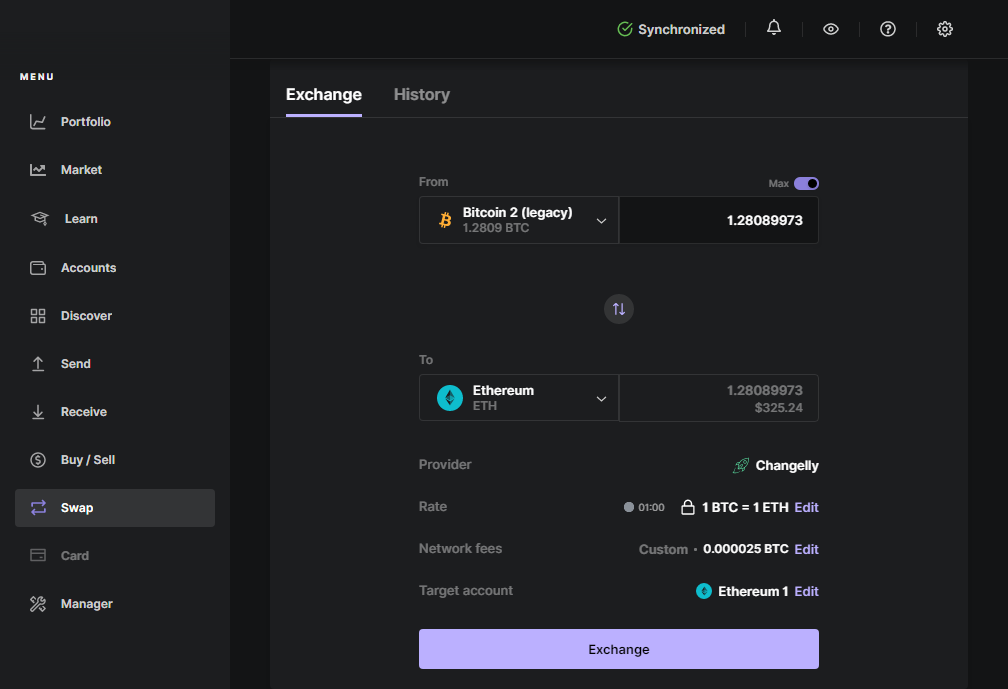 Synchronized
MENU
Portfolio
Market
Learn
Accounts
Discover
Send
Receive
Buy / Sell
Swap
Card
Manager
Exchange History
From Max
Bitcoin 2 (legacy)
1.2809 BTC
1.28089973
To
Ethereum
ETH
1.28089973
$325.24
Provider Changelly
Rate 01:00 1 BTC = 1 ETH Edit
Network fees Custom • 0.000025 BTC Edit
Target account Ethereum 1 Edit
Exchange